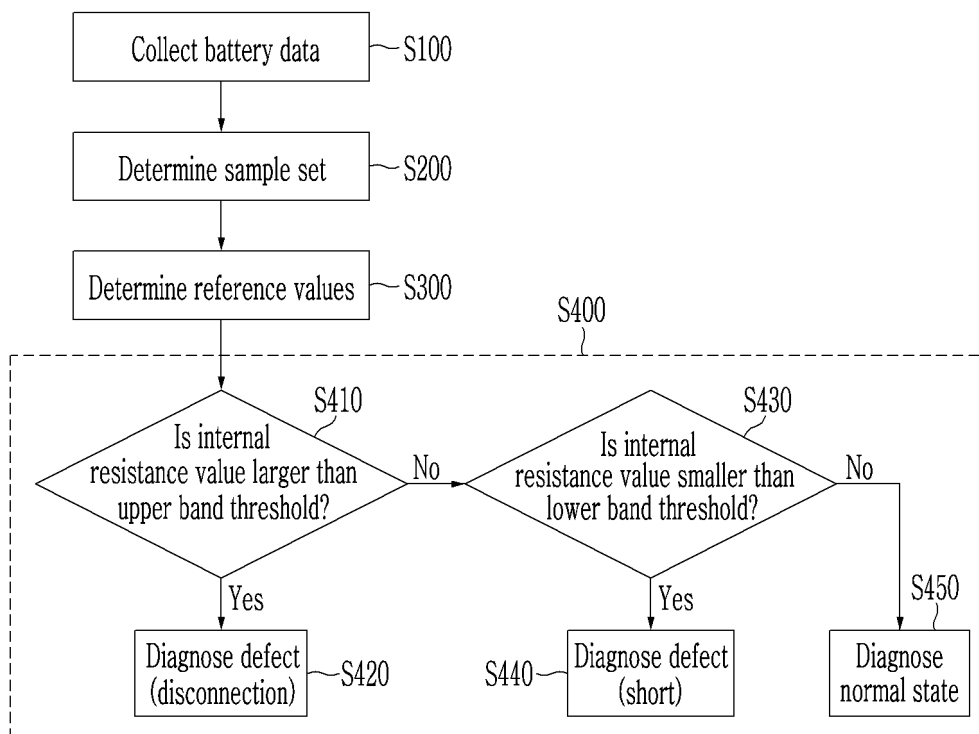 Collect battery data
S100
Determine sample set
S200
Determine reference values
S300
S400
S410
Is internal
resistance value larger than
upper band threshold?
No
S430
Is internal
resistance value smaller than
lower band threshold?
No
Yes
Yes
S450
Diagnose defect
(disconnection)
S420
S440
Diagnose defect
(short)
Diagnose
normal state